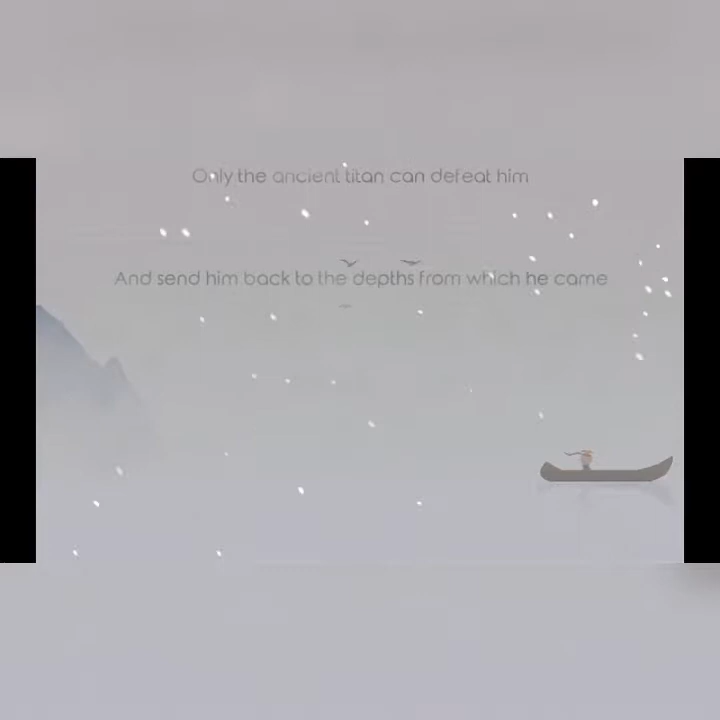 Only the ancient titan can defeat him
And send him back to the depths from which he came